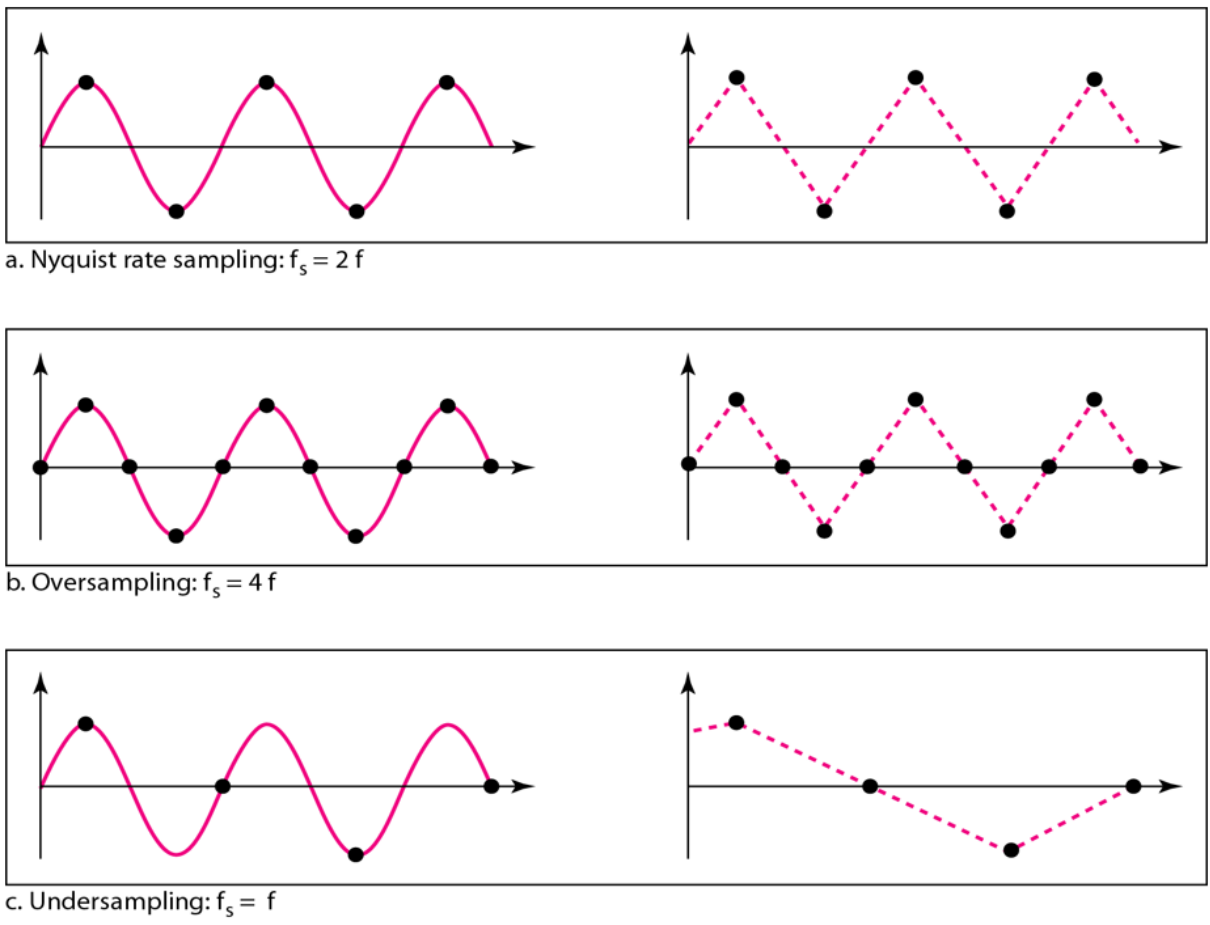 a. Nyquist rate sampling: fs = 2 f
b. Oversampling: fs = 4 f
c. Undersampling: fs = f